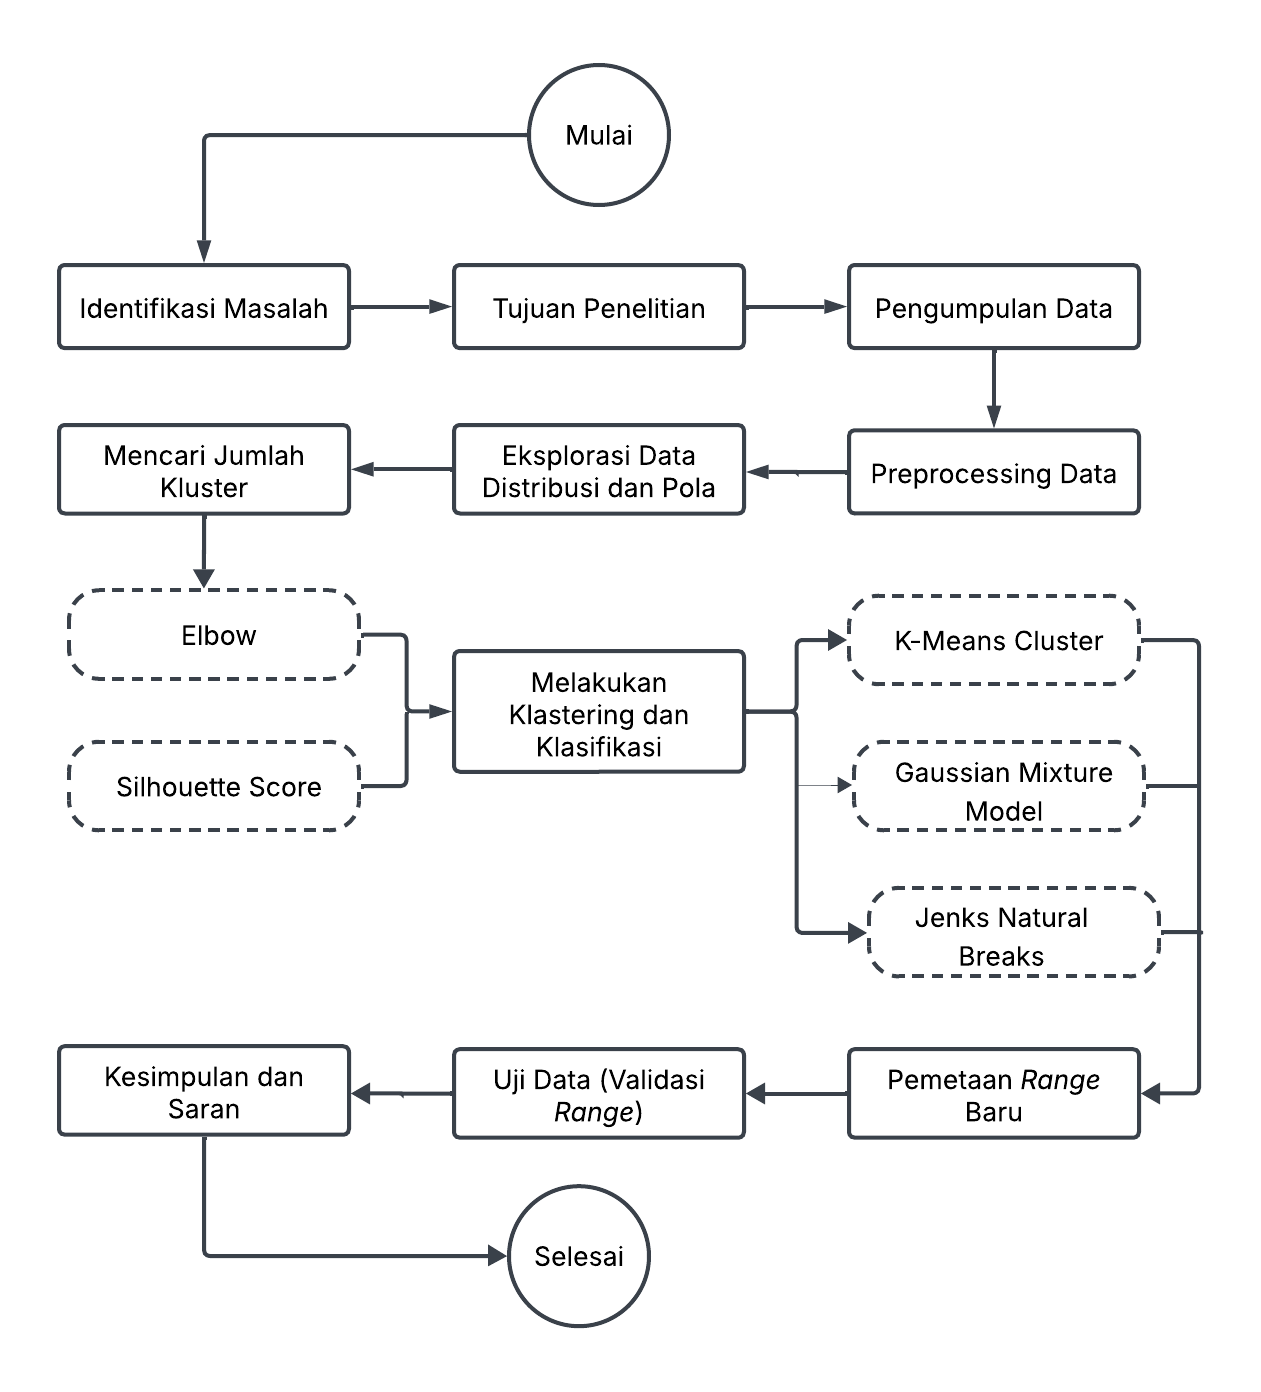 Mulai
Identifikasi Masalah
Tujuan Penelitian
Pengumpulan Data
Preprocessing Data
Eksplorasi Data
Distribusi dan Pola
Mencari Jumlah
Kluster
Elbow
Silhouette Score
Melakukan
Klastering dan
Klasifikasi
K-Means Cluster
Gaussian Mixture
Model
Jenks Natural
Breaks
Pemetaan Range
Baru
Uji Data (Validasi
Range)
Kesimpulan dan
Saran
Selesai